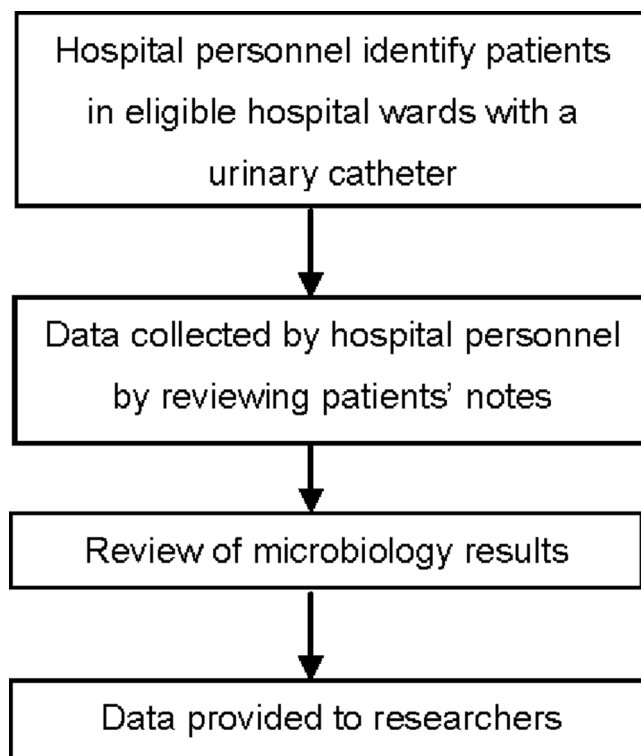 Hospital personnel identify patients
in eligible hospital wards with a
urinary catheter
Data collected by hospital personnel
by reviewing patients’ notes
Review of microbiology results
Data provided to researchers